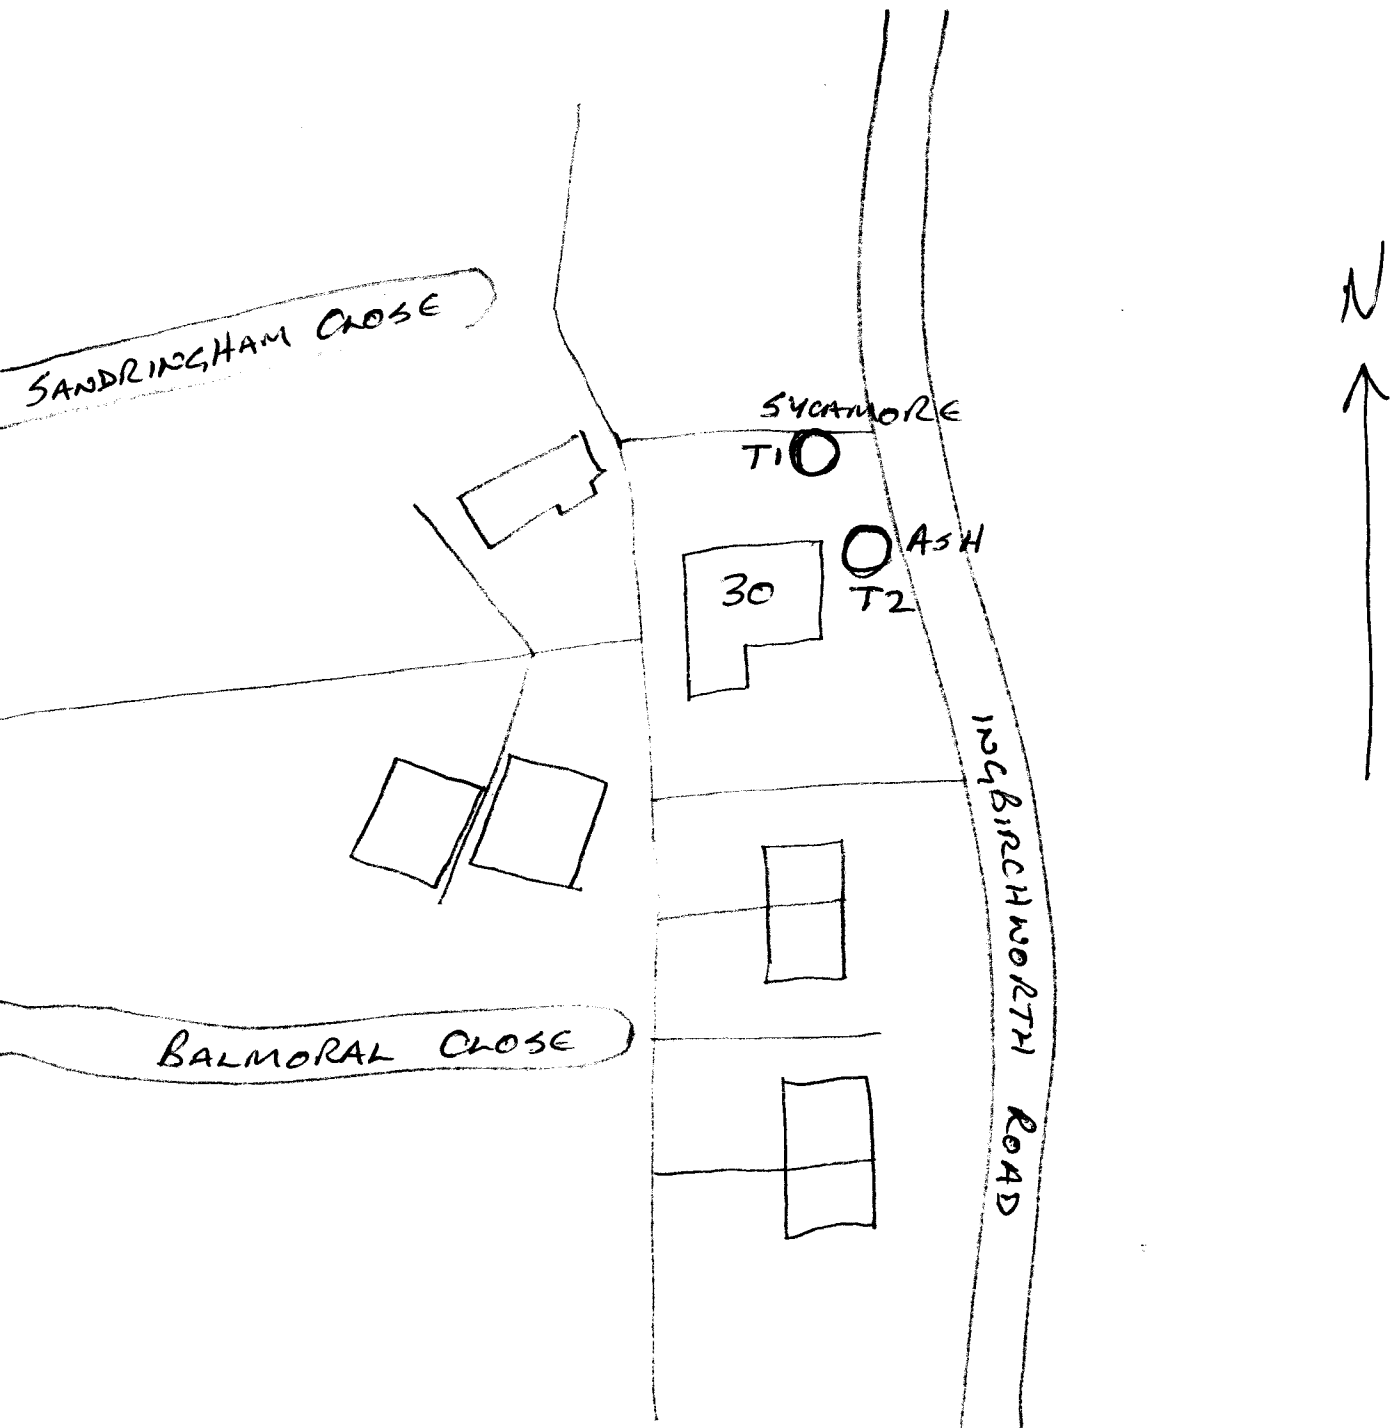 N
SANDRINGHAM CLOSE
SYCAMORE
T1
ASH
30
T2
INGBIRCHWORTH ROAD
BALMORAL CLOSE